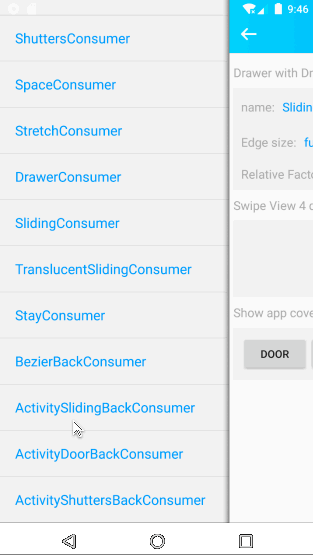 9:46
ShuttersConsumer
SpaceConsumer
StretchConsumer
DrawerConsumer
SlidingConsumer
TranslucentSlidingConsumer
StayConsumer
BezierBackConsumer
ActivitySlidingBackConsumer
ActivityDoorBackConsumer
ActivityShuttersBackConsumer
Drawer with Dr
name: Slidin
Edge size: fu
Relative Facto
Swipe View 4 d
Show app cove
DOOR